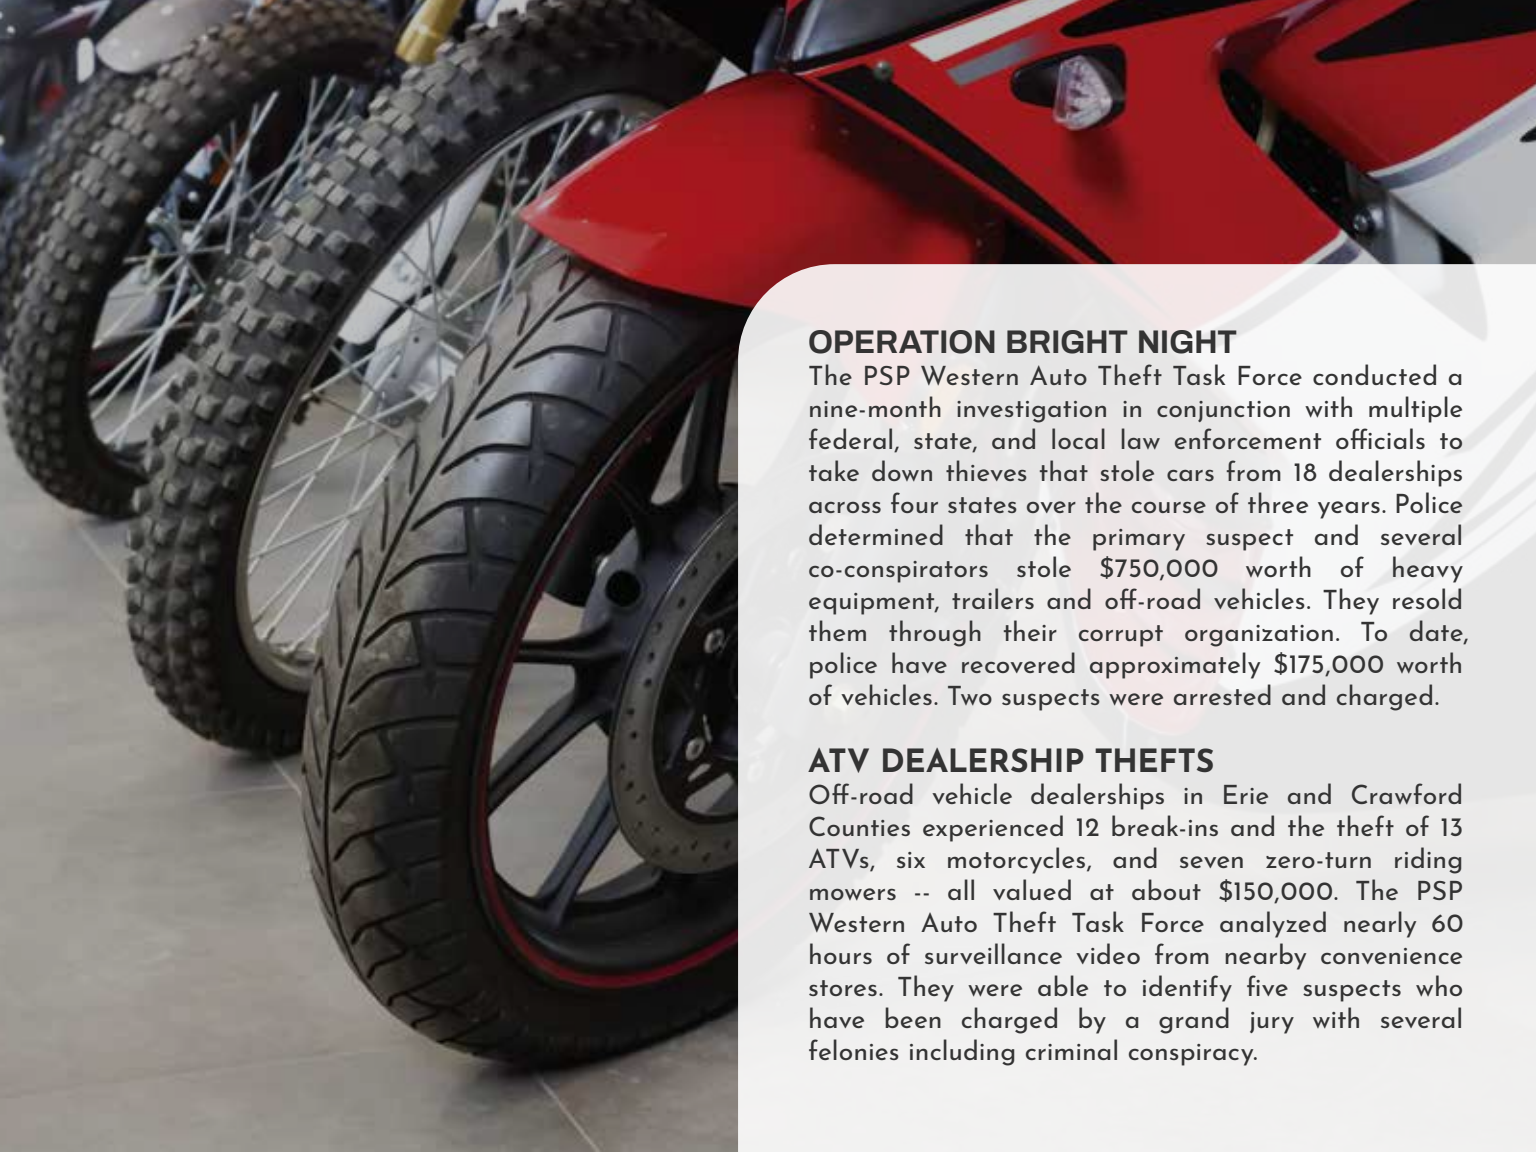 OPERATION BRIGHT NIGHT
The PSP Western Auto Theft Task Force conducted a
nine-month investigation in conjunction with multiple
federal, state, and local law enforcement officials to
take down thieves that stole cars from 18 dealerships
across four states over the course of three years. Police
determined that the primary suspect and several
co-conspirators stole $750,000 worth of heavy
equipment, trailers and off-road vehicles. They resold
them through their corrupt organization. To date,
police have recovered approximately $175,000 worth
of vehicles. Two suspects were arrested and charged.
ATV DEALERSHIP THEFTS
Off-road vehicle dealerships in Erie and Crawford
Counties experienced 12 break-ins and the theft of 13
ATVs, six motorcycles, and seven zero-turn riding
mowers -- all valued at about $150,000. The PSP
Western Auto Theft Task Force analyzed nearly 60
hours of surveillance video from nearby convenience
stores. They were able to identify five suspects who
have been charged by a grand jury with several
felonies including criminal conspiracy.